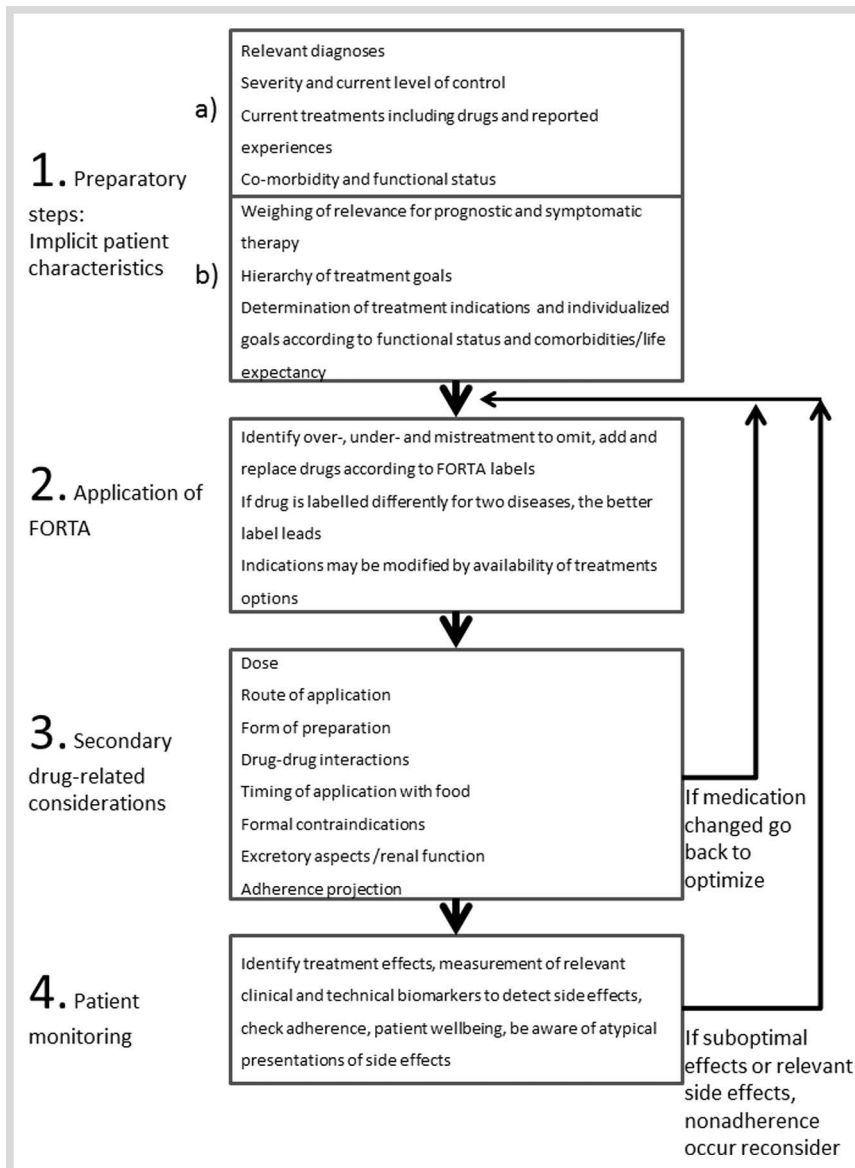 1. Preparatory
steps:
Implicit patient
characteristics
a)
Relevant diagnoses
Severity and current level of control
Current treatments including drugs and reported
experiences
Co-morbidity and functional status
b)
Weighing of relevance for prognostic and symptomatic
therapy
Hierarchy of treatment goals
Determination of treatment indications and individualized
goals according to functional status and comorbidities/life
expectancy
2. Application of
FORTA
Identify over-, under- and mistreatment to omit, add and
replace drugs according to FORTA labels
If drug is labelled differently for two diseases, the better
label leads
Indications may be modified by availability of treatments
options
3. Secondary
drug-related
considerations
Dose
Route of application
Form of preparation
Drug-drug interactions
Timing of application with food
Formal contraindications
Excretory aspects /renal function
Adherence projection
If medication
changed go
back to
optimize
4. Patient
monitoring
Identify treatment effects, measurement of relevant
clinical and technical biomarkers to detect side effects,
check adherence, patient wellbeing, be aware of atypical
presentations of side effects
If suboptimal
effects or relevant
side effects,
nonadherence
occur reconsider